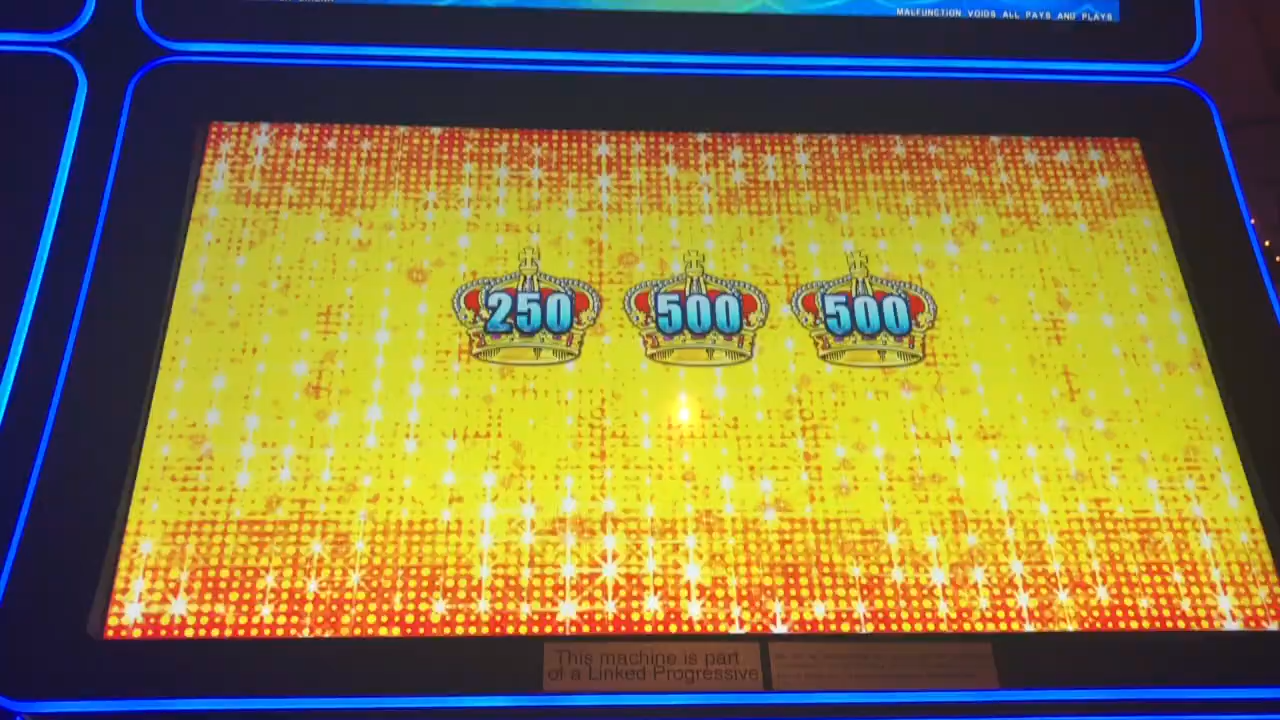 MALFUNCTION VOIDS ALL PAYS AND PLAYS
250 500 500
This machine is part
of a Linked Progressive